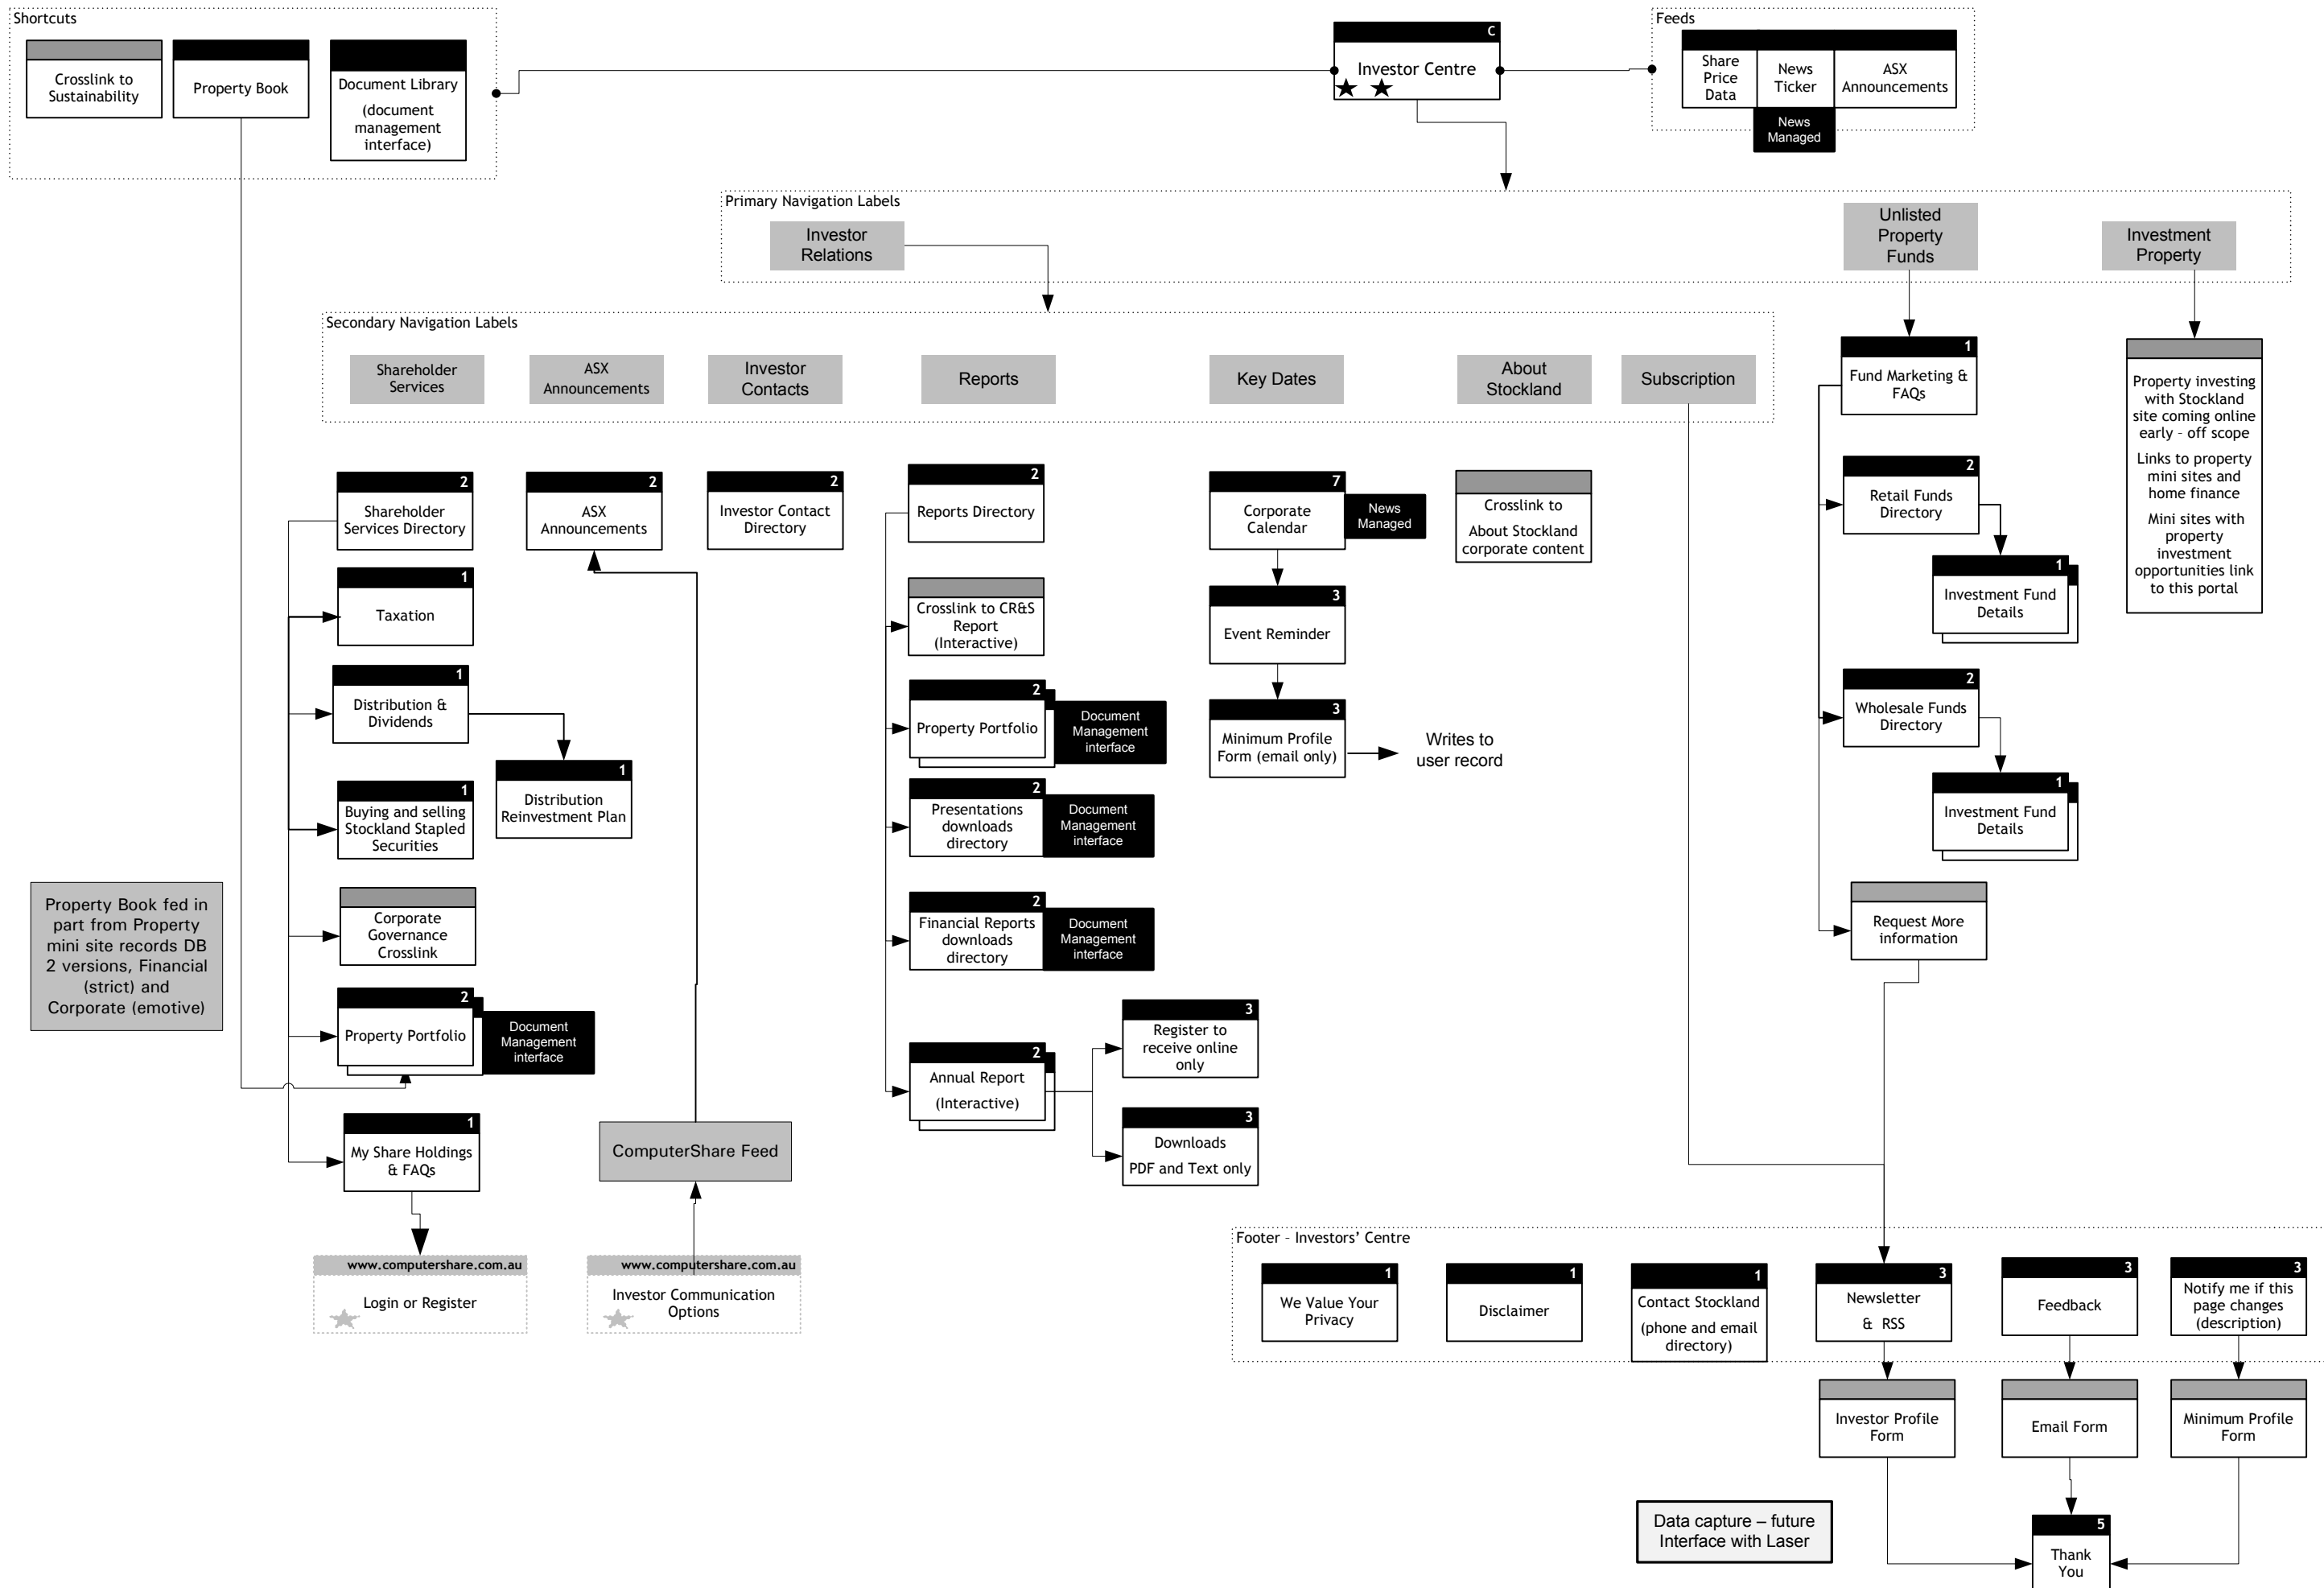 Shortcuts
Crosslink to
Sustainability
Property Book
Document Library
(document
management
interface)
C
Investor Centre
Feeds
Share
Price
Data
News
Ticker
ASX
Announcements
News
Managed
Primary Navigation Labels
Investor
Relations
Unlisted
Property
Funds
Investment
Property
Secondary Navigation Labels
Shareholder
Services
ASX
Announcements
Investor
Contacts
Reports
Key Dates
About
Stockland
Subscription
2
Shareholder
Services Directory
1
Taxation
1
Distribution &
Dividends
1
Distribution
Reinvestment Plan
1
Buying and selling
Stockland Stapled
Securities
Corporate
Governance
Crosslink
2
Property Portfolio
Document
Management
interface
1
My Share Holdings
& FAQs
www.computershare.com.au
Login or Register
Property Book fed in
part from Property
mini site records DB
2 versions, Financial
(strict) and
Corporate (emotive)
2
ASX
Announcements
ComputerShare Feed
www.computershare.com.au
Investor Communication
Options
2
Investor Contact
Directory
2
Reports Directory
Crosslink to CR&S
Report
(Interactive)
2
Property Portfolio
Document
Management
interface
2
Presentations
downloads
directory
Document
Management
interface
2
Financial Reports
downloads
directory
Document
Management
interface
2
Annual Report
(Interactive)
3
Register to
receive online
only
3
Downloads
PDF and Text only
7
Corporate
Calendar
News
Managed
3
Event Reminder
3
Minimum Profile
Form (email only)
Writes to
user record
Crosslink to
About Stockland
corporate content
1
Fund Marketing &
FAQs
2
Retail Funds
Directory
1
Investment Fund
Details
2
Wholesale Funds
Directory
1
Investment Fund
Details
Request More
information
Property investing
with Stockland
site coming online
early - off scope
Links to property
mini sites and
home finance
Mini sites with
property
investment
opportunities link
to this portal
Footer - Investors' Centre
1
We Value Your
Privacy
1
Disclaimer
1
Contact Stockland
(phone and email
directory)
3
Newsletter
& RSS
3
Feedback
3
Notify me if this
page changes
(description)
Investor Profile
Form
Email Form
Minimum Profile
Form
Data capture – future
Interface with Laser
5
Thank
You